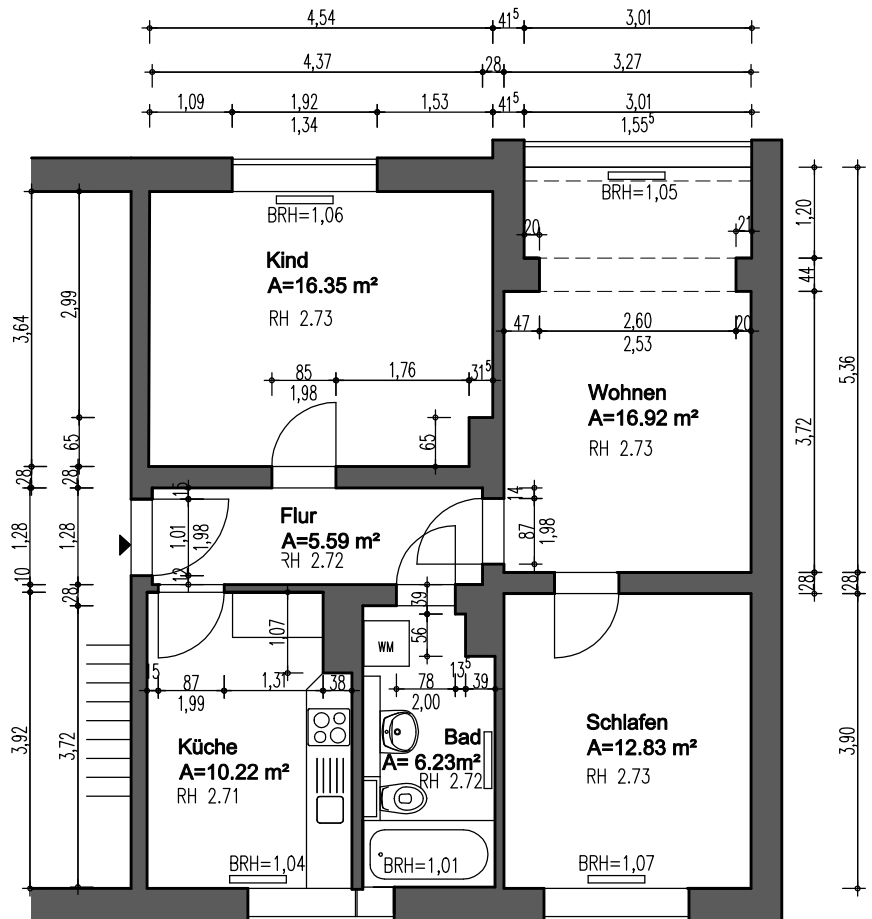 4,54
41⁵
3,01
4,37
28
3,27
1,09
1,92
1,53
41⁵
3,01
1,34
1,55⁵
BRH=1,06
BRH=1,05
20
21
1,20
44
Kind
A=16.35 m²
RH 2.73
3,64
2,99
47
2,60
20
2,53
5,36
85
1,76
31⁵
1,98
Wohnen
A=16.92 m²
RH 2.73
3,72
65
65
28
28
15
14
Flur
A=5.59 m²
RH 2.72
1,28
1,28
1,01
1,98
87
1,98
12
10
28
28
28
39
56
1,07
WM
15
87
1,31
38
1,99
78
13⁵
39
2,00
Küche
A=10.22 m²
RH 2.71
Bad
A= 6.23m²
RH 2.72
Schlafen
A=12.83 m²
RH 2.73
3,92
3,72
3,90
BRH=1,04
BRH=1,01
BRH=1,07